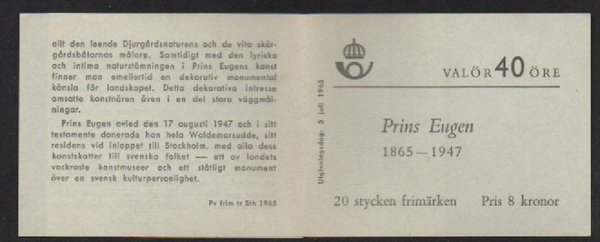 allt den leende Djurgårdsnaturens och de vita skär-
gårdsbåtarnas målare. Samtidigt med den lyriska
och intima naturstämningen i Prins Eugens konst
finner man emellertid en dekorativ monumental
känsla för landskapet. Detta dekorativa intresse
omsatte konstnären även i en del stora väggmål-
ningar.
Prins Eugen avled den 17 augusti 1947 och i sitt
testamente donerade han hela Waldemarsudde, sitt
residens vid inloppet till Stockholm, med alla dess
konstskatter till svenska folket — ett av landets
vackraste konstmuseer och ett ståtligt monument
över en svensk kulturpersonlighet.
Pv frim tr Sth 1965
Utgivningsdag: 5 juli 1965
VALÖR 40 ÖRE
Prins Eugen
1865—1947
20 stycken frimärken Pris 8 kronor